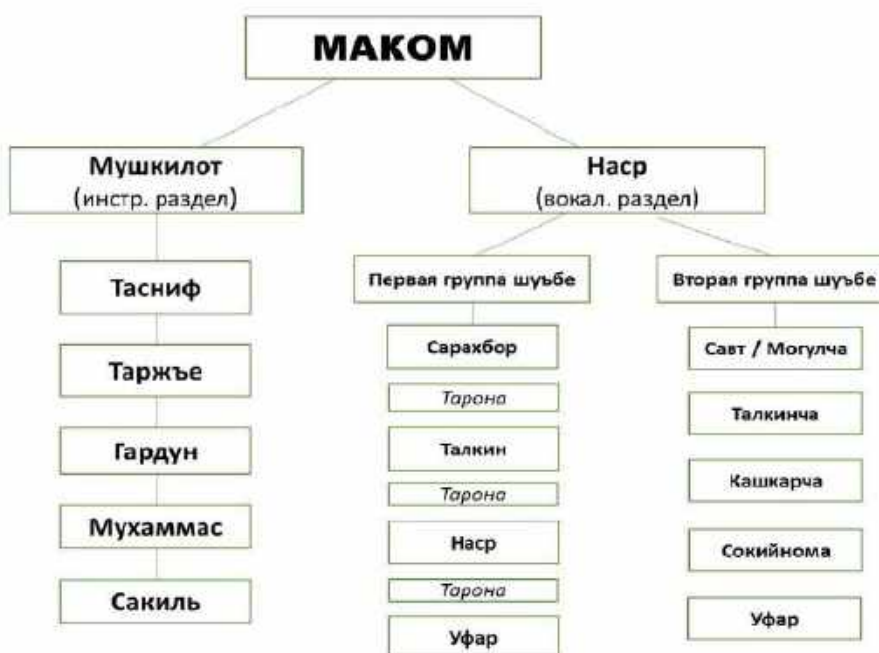 МАКОМ
Мушкилот
(инстр. раздел)
Тасниф
Таржъе
Гардун
Мухаммас
Сакиль
Наср
(вокал. раздел)
Первая группа шуъбе
Сарахбор
Тарона
Талкин
Тарона
Наср
Тарона
Уфар
Вторая группа шуъбе
Савт / Могулча
Талкинча
Кашкарча
Сокийнома
Уфар